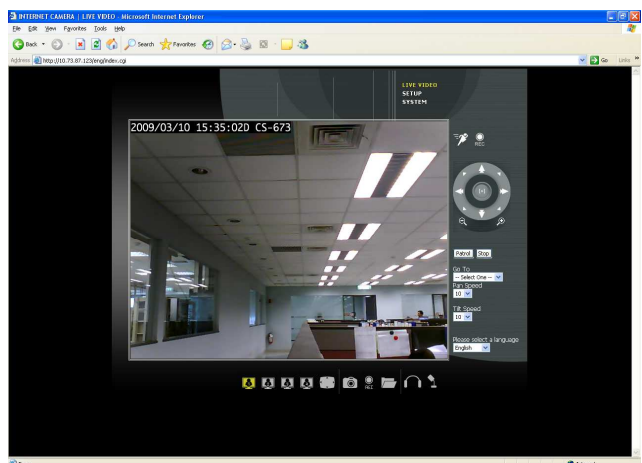 INTERNET CAMERA | LIVE VIDEO - Microsoft Internet Explorer
File Edit View Favorites Tools Help
Back Search Favorites
Address http://10.73.87.123/eng/index.cgi Go Links
LIVE VIDEO
SETUP
SYSTEM
2009/03/10 15:35:02D CS-673
REC
Patrol Stop
Go To
-- Select One --
Pan Speed
10
Tilt Speed
10
Please select a language
English
REC